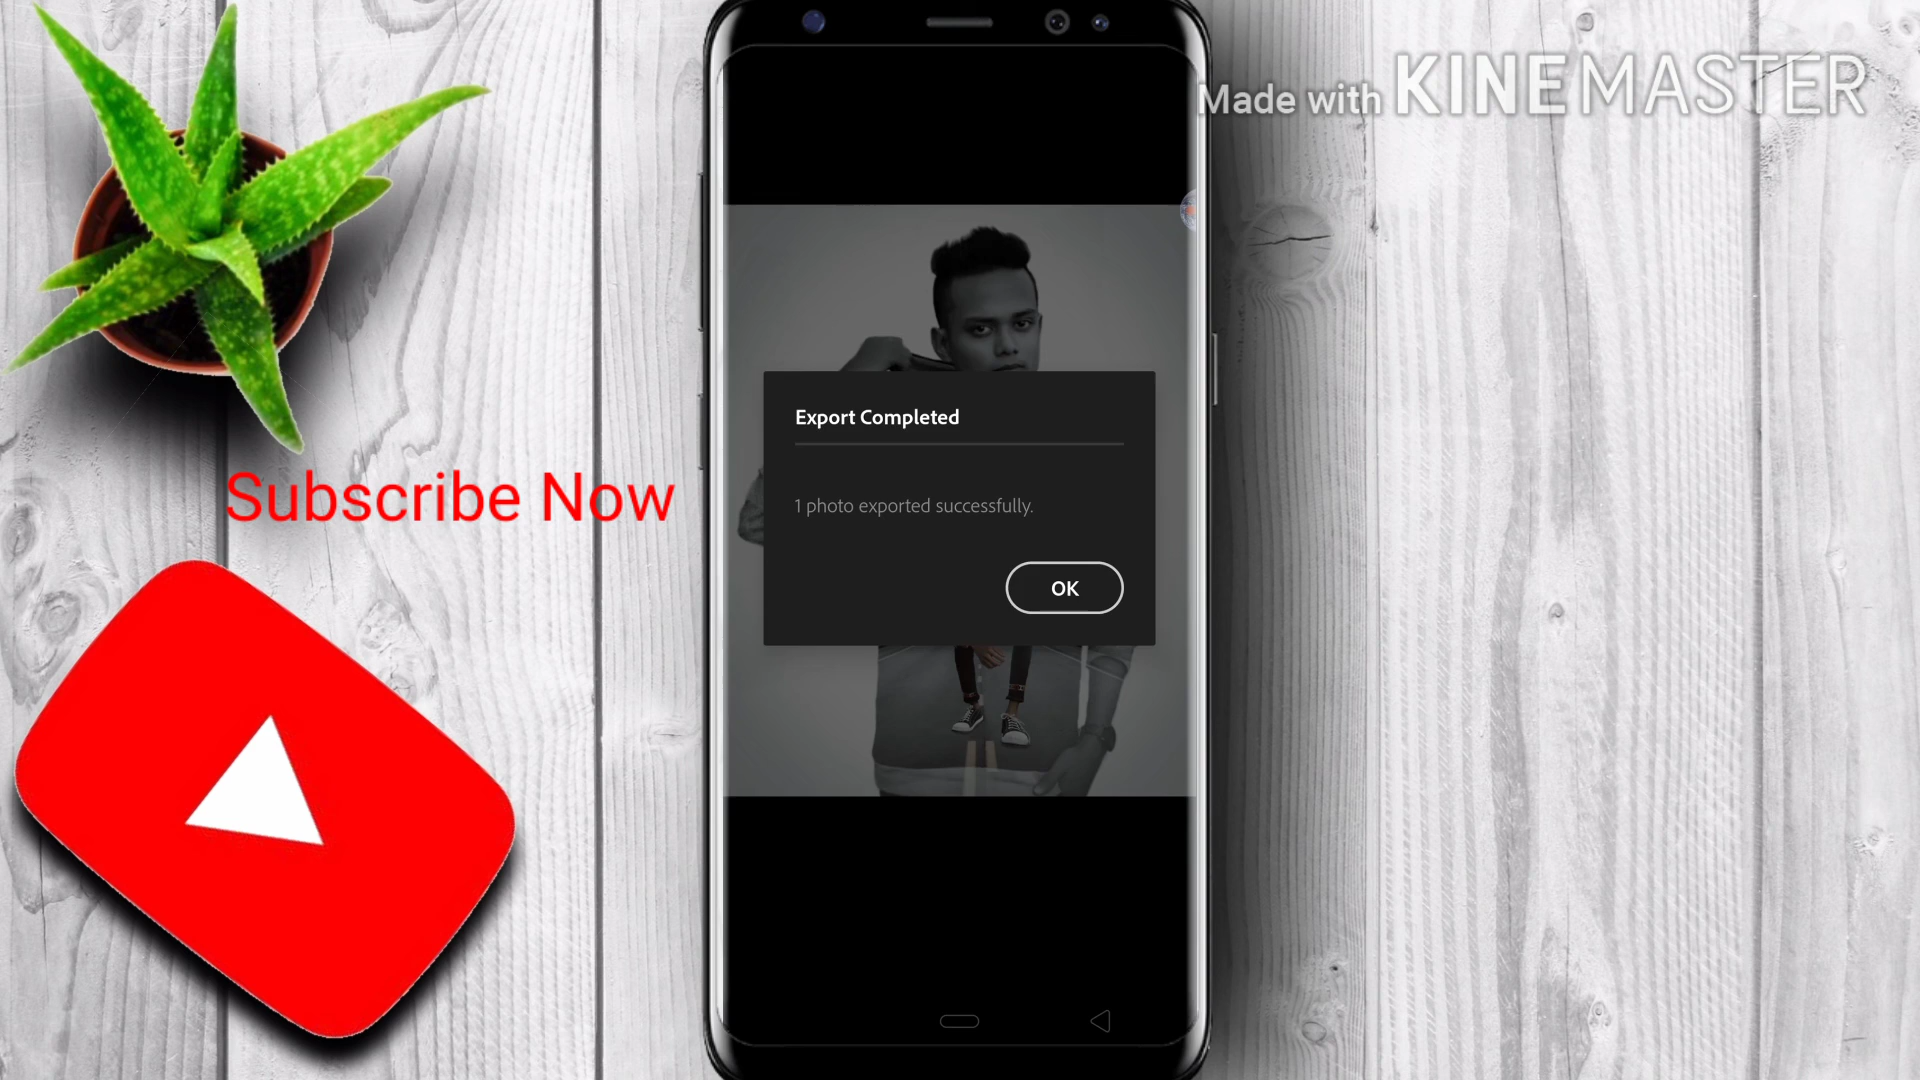 Made with KINEMASTER
Export Completed
1 photo exported successfully.
OK
Subscribe Now